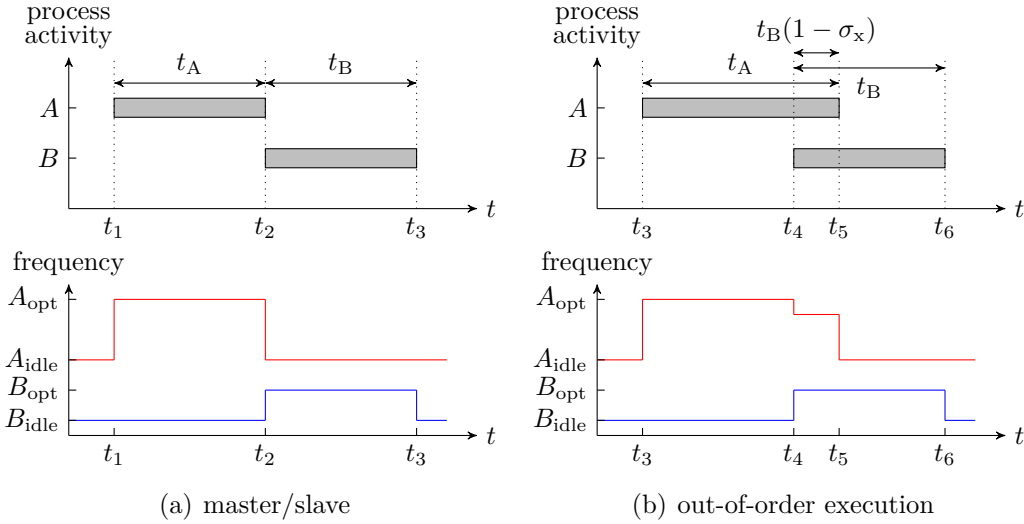 process
activity
t_A
t_B
A
B
t
t_1
t_2
t_3
frequency
A_opt
A_idle
B_opt
B_idle
t
t_1
t_2
t_3
(a) master/slave
process
activity
t_B(1 − σ_x)
t_A
t_B
A
B
t
t_3
t_4
t_5
t_6
frequency
A_opt
A_idle
B_opt
B_idle
t
t_3
t_4
t_5
t_6
(b) out-of-order execution